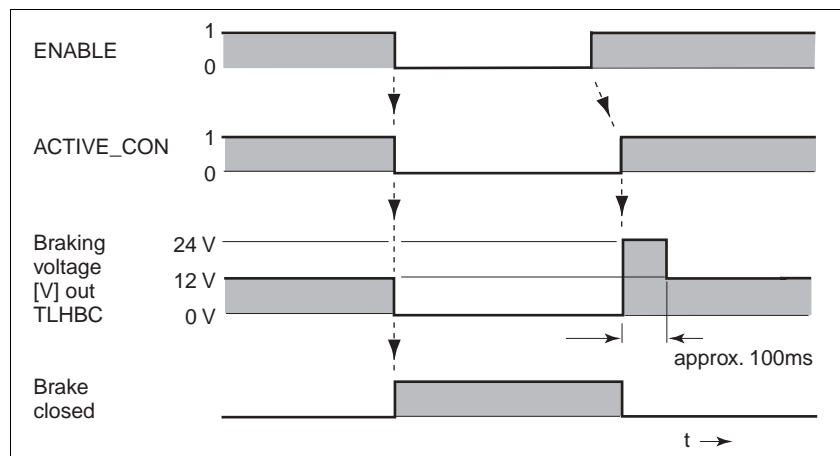 ENABLE
1
0
ACTIVE_CON
1
0
Braking
voltage
[V] out
TLHBC
24 V
12 V
0 V
approx. 100ms
Brake
closed
t